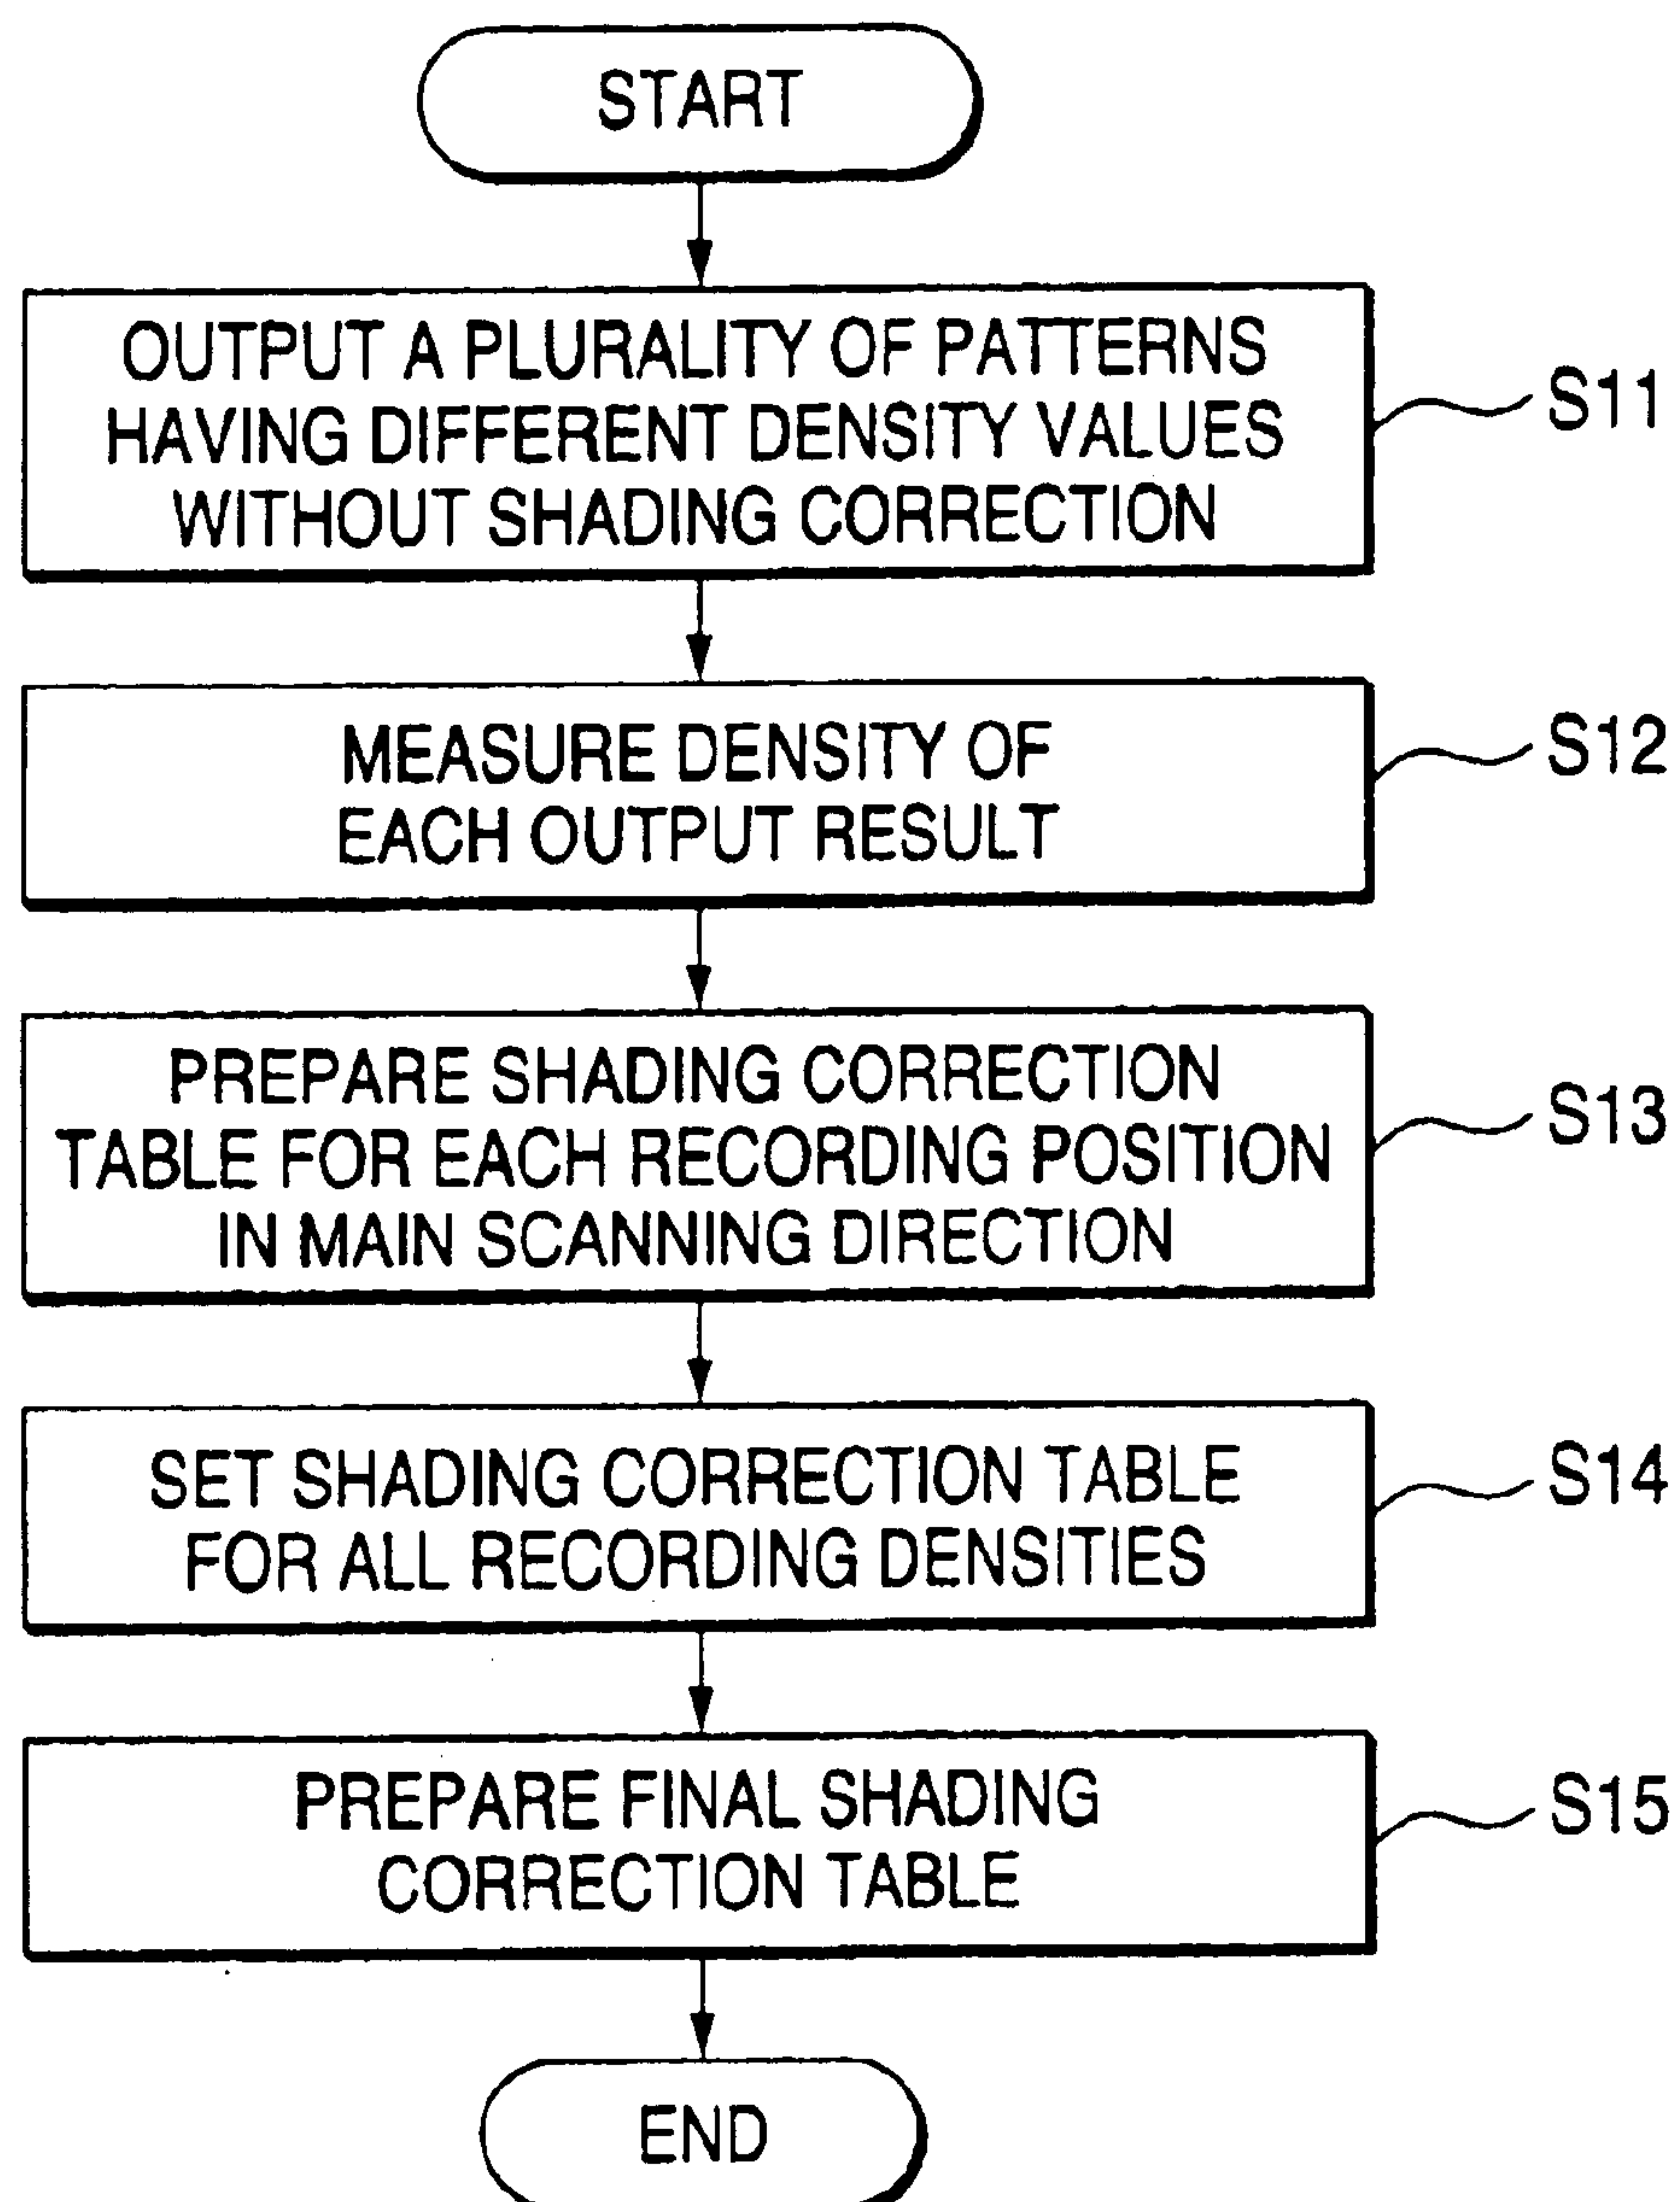 START
OUTPUT A PLURALITY OF PATTERNS
HAVING DIFFERENT DENSITY VALUES
WITHOUT SHADING CORRECTION
S11
MEASURE DENSITY OF
EACH OUTPUT RESULT
S12
PREPARE SHADING CORRECTION
TABLE FOR EACH RECORDING POSITION
IN MAIN SCANNING DIRECTION
S13
SET SHADING CORRECTION TABLE
FOR ALL RECORDING DENSITIES
S14
PREPARE FINAL SHADING
CORRECTION TABLE
S15
END